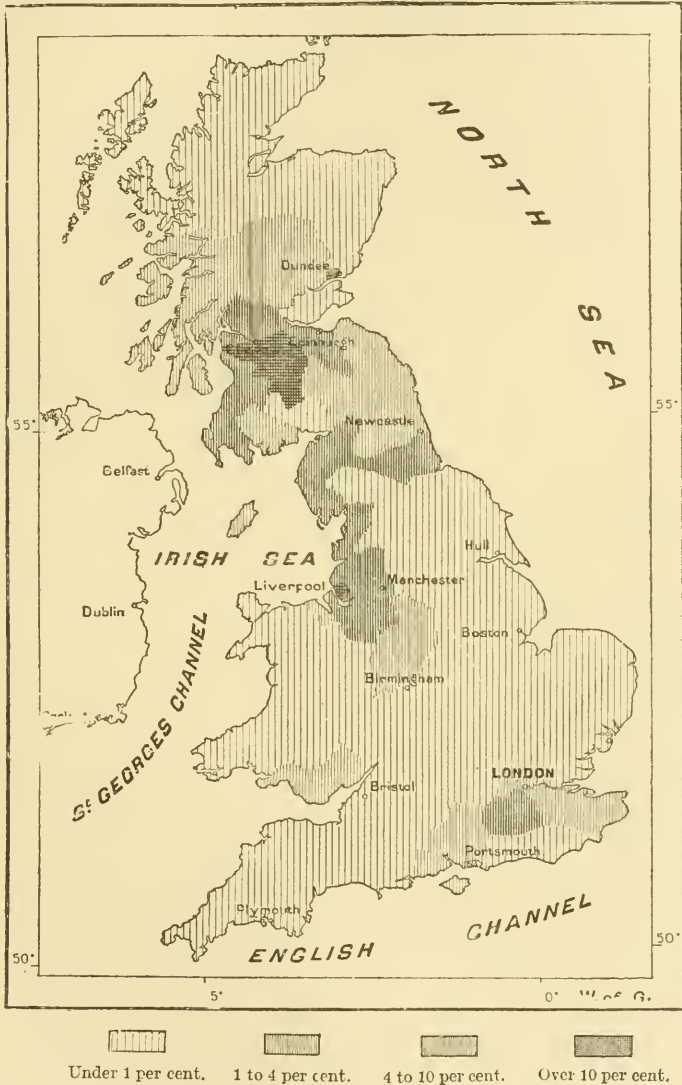 NORTH
SEA
Dundee
Edinburgh
55°
55°
Newcastle
Belfast
IRISH SEA
Hull
Liverpool
Manchester
Dublin
Boston
ST GEORGES CHANNEL
Birmingham
LONDON
Bristol
Portsmouth
Plymouth
ENGLISH CHANNEL
50°
50°
5°
0°
W. of G.
Under 1 per cent.
1 to 4 per cent.
4 to 10 per cent.
Over 10 per cent.